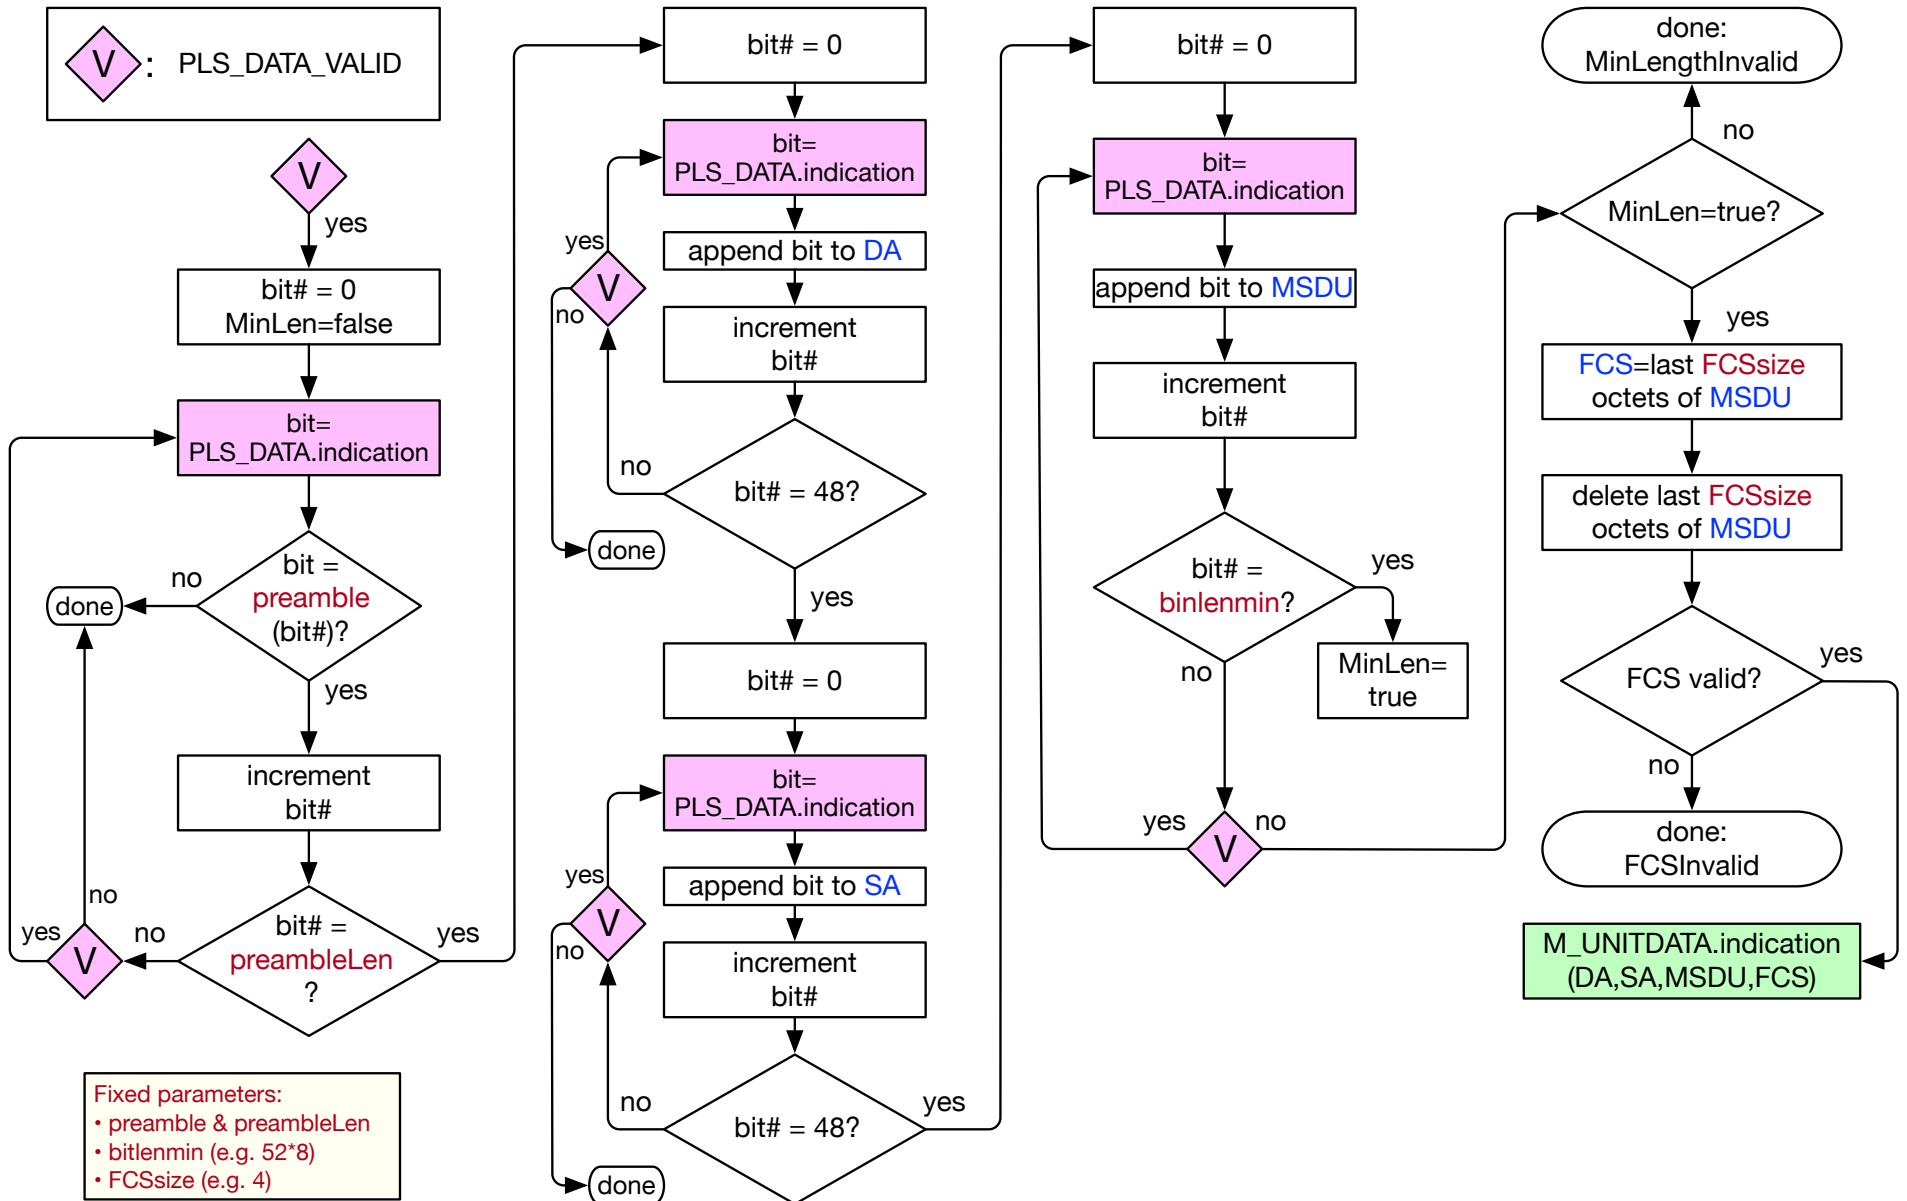 V : PLS_DATA_VALID
V
yes
bit# = 0
MinLen=false
bit=
PLS_DATA.indication
bit =
preamble
(bit#)?
no
done
yes
increment
bit#
bit# =
preambleLen
?
no
V
yes
no
yes
Fixed parameters:
• preamble & preambleLen
• bitlenmin (e.g. 52*8)
• FCSsize (e.g. 4)
bit# = 0
bit=
PLS_DATA.indication
append bit to DA
increment
bit#
bit# = 48?
no
V
yes
no
done
yes
bit# = 0
bit=
PLS_DATA.indication
append bit to SA
increment
bit#
bit# = 48?
no
V
yes
no
done
yes
bit# = 0
bit=
PLS_DATA.indication
append bit to MSDU
increment
bit#
bit# =
binlenmin?
yes
MinLen=
true
no
V
yes
no
done:
MinLengthInvalid
no
MinLen=true?
yes
FCS=last FCSsize
octets of MSDU
delete last FCSsize
octets of MSDU
FCS valid?
yes
no
done:
FCSInvalid
M_UNITDATA.indication
(DA,SA,MSDU,FCS)